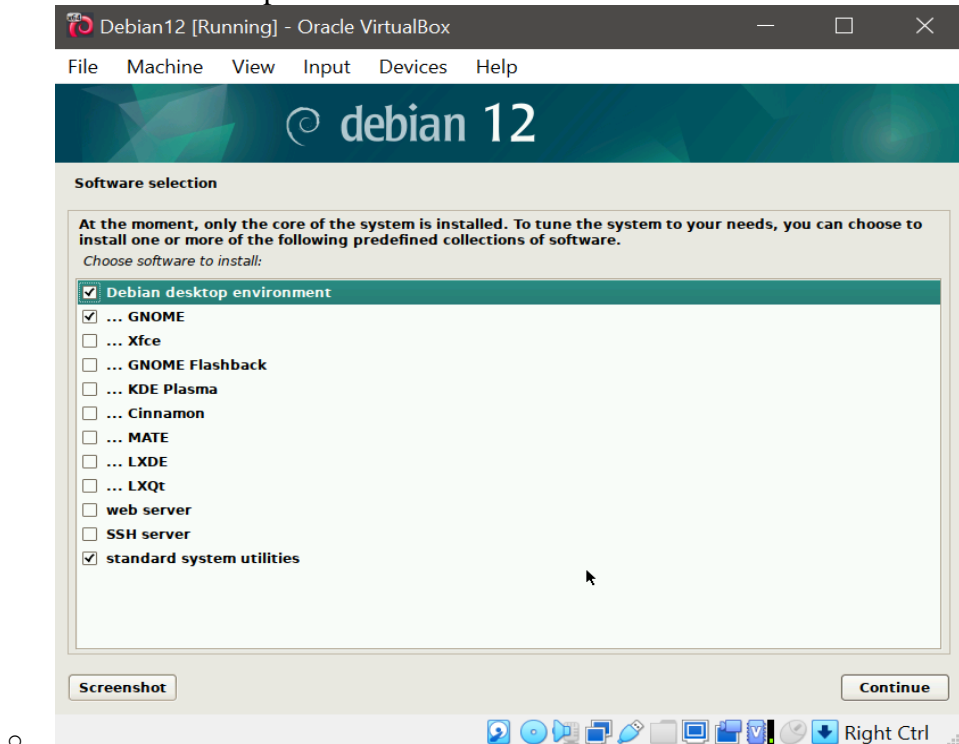 Debian12 [Running] - Oracle VirtualBox
File Machine View Input Devices Help
debian 12
Software selection
At the moment, only the core of the system is installed. To tune the system to your needs, you can choose to
install one or more of the following predefined collections of software.
Choose software to install:
Debian desktop environment
... GNOME
... Xfce
... GNOME Flashback
... KDE Plasma
... Cinnamon
... MATE
... LXDE
... LXQt
web server
SSH server
standard system utilities
Screenshot
Continue
Right Ctrl